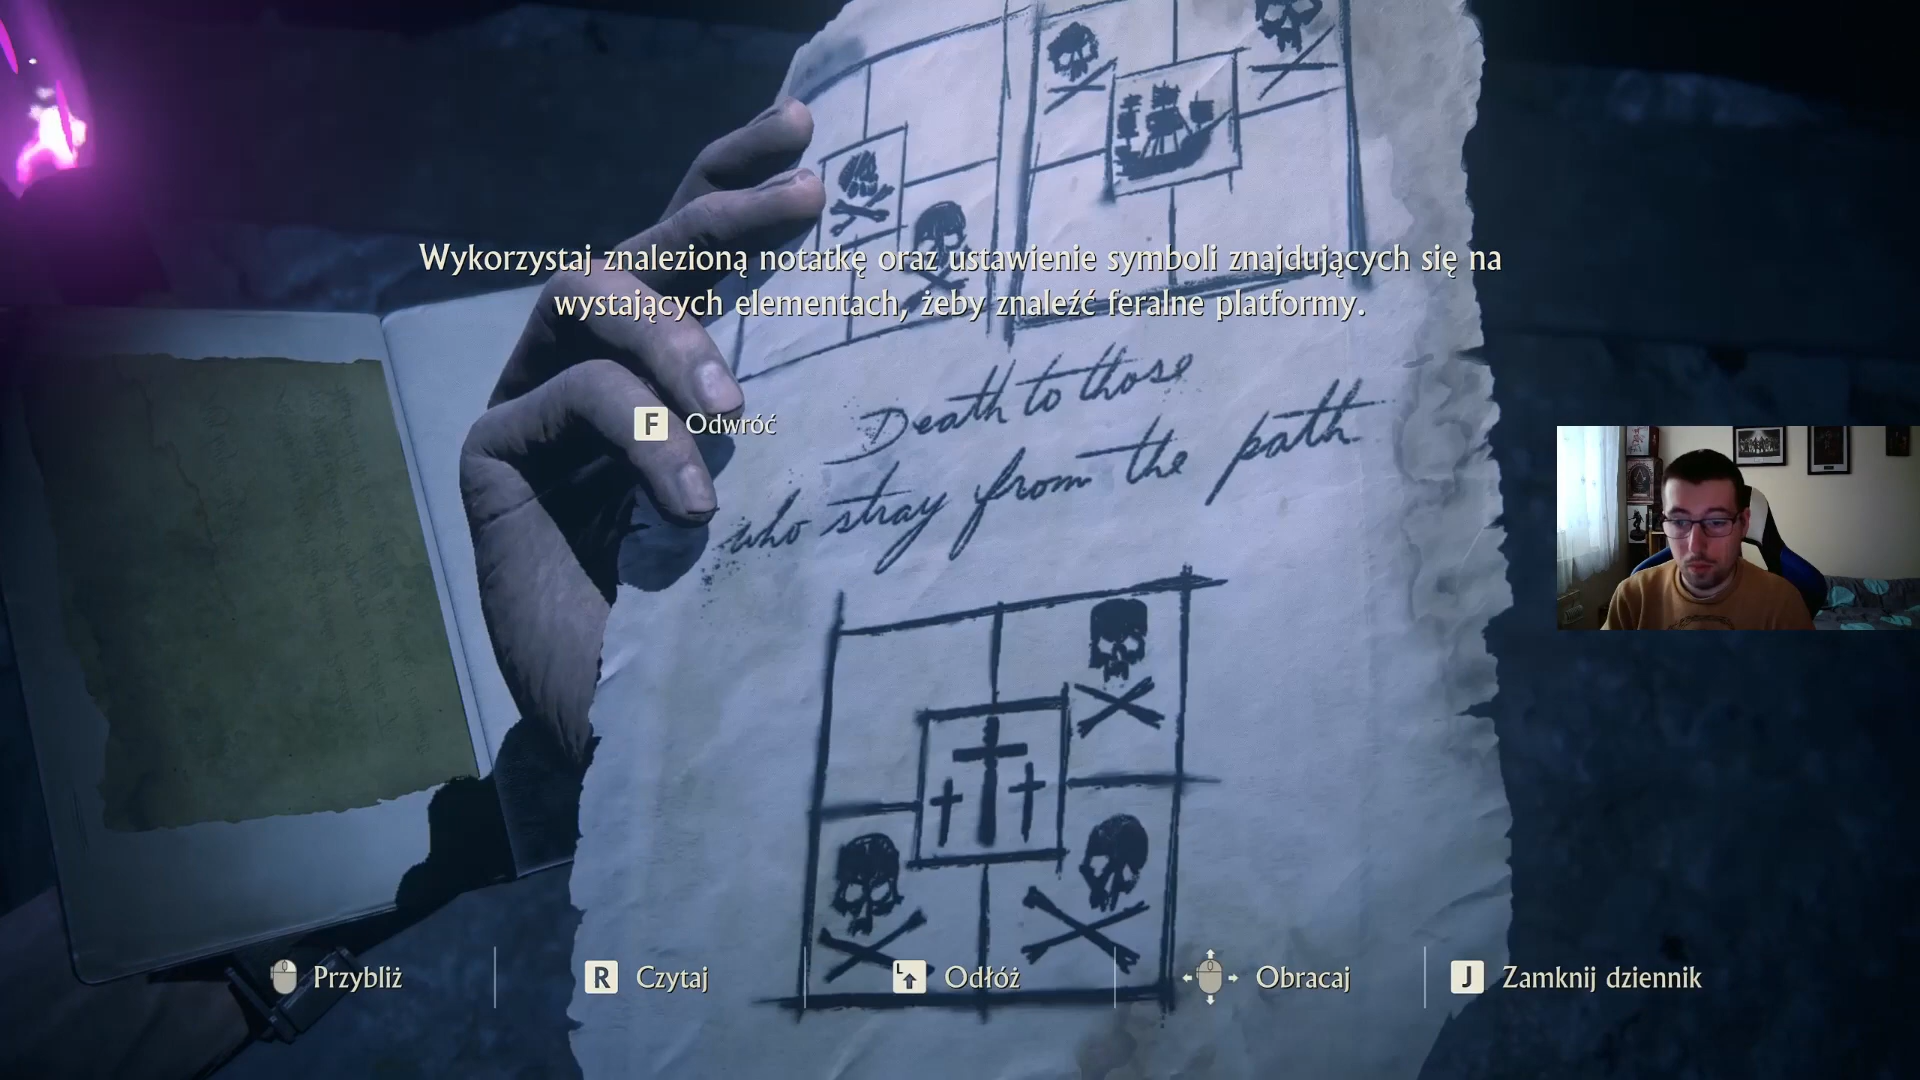 Wykorzystaj znalezioną notatkę oraz ustawienie symboli znajdujących się na
wystających elementach, żeby znaleźć feralne platformy.
Death to those
F Odwróć
who stray from the path
Przybliż
R Czytaj
L Odłóż
Obracaj
J Zamknij dziennik